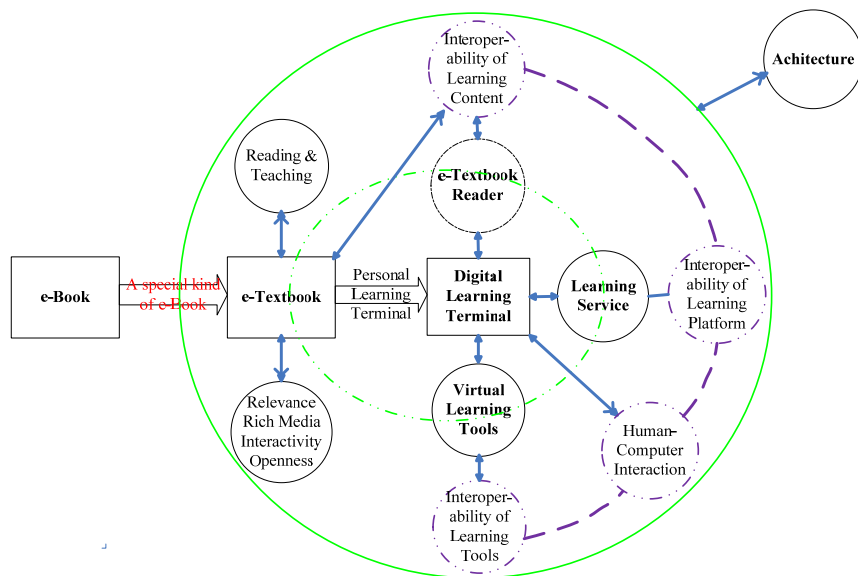 Interoper-
ability of
Learning
Content
Achitecture
Reading &
Teaching
e-Textbook
Reader
e-Book
A special kind
of e-Book
e-Textbook
Personal
Learning
Terminal
Digital
Learning
Terminal
Learning
Service
Interoper-
ability of
Learning
Platform
Relevance
Rich Media
Interactivity
Openness
Virtual
Learning
Tools
Human-
Computer
Interaction
Interoper-
ability of
Learning
Tools